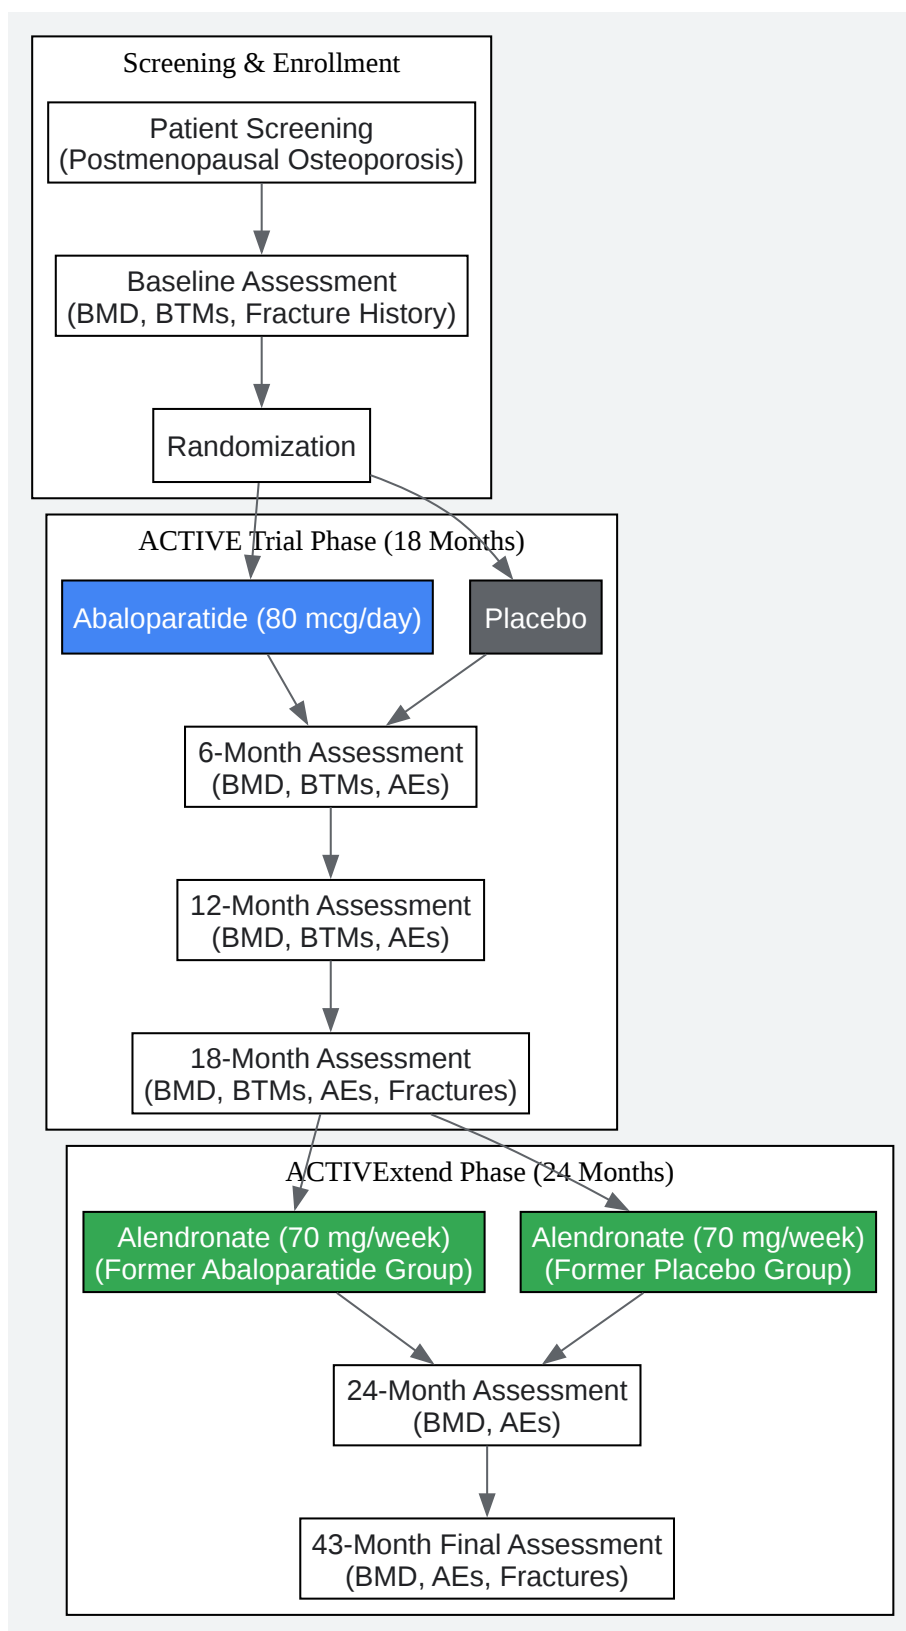 Screening & Enrollment
Patient Screening
(Postmenopausal Osteoporosis)
Baseline Assessment
(BMD, BTMs, Fracture History)
Randomization
ACTIVE Trial Phase (18 Months)
Abaloparatide (80 mcg/day)
Placebo
6-Month Assessment
(BMD, BTMs, AEs)
12-Month Assessment
(BMD, BTMs, AEs)
18-Month Assessment
(BMD, BTMs, AEs, Fractures)
ACTIVExtend Phase (24 Months)
Alendronate (70 mg/week)
(Former Abaloparatide Group)
Alendronate (70 mg/week)
(Former Placebo Group)
24-Month Assessment
(BMD, AEs)
43-Month Final Assessment
(BMD, AEs, Fractures)